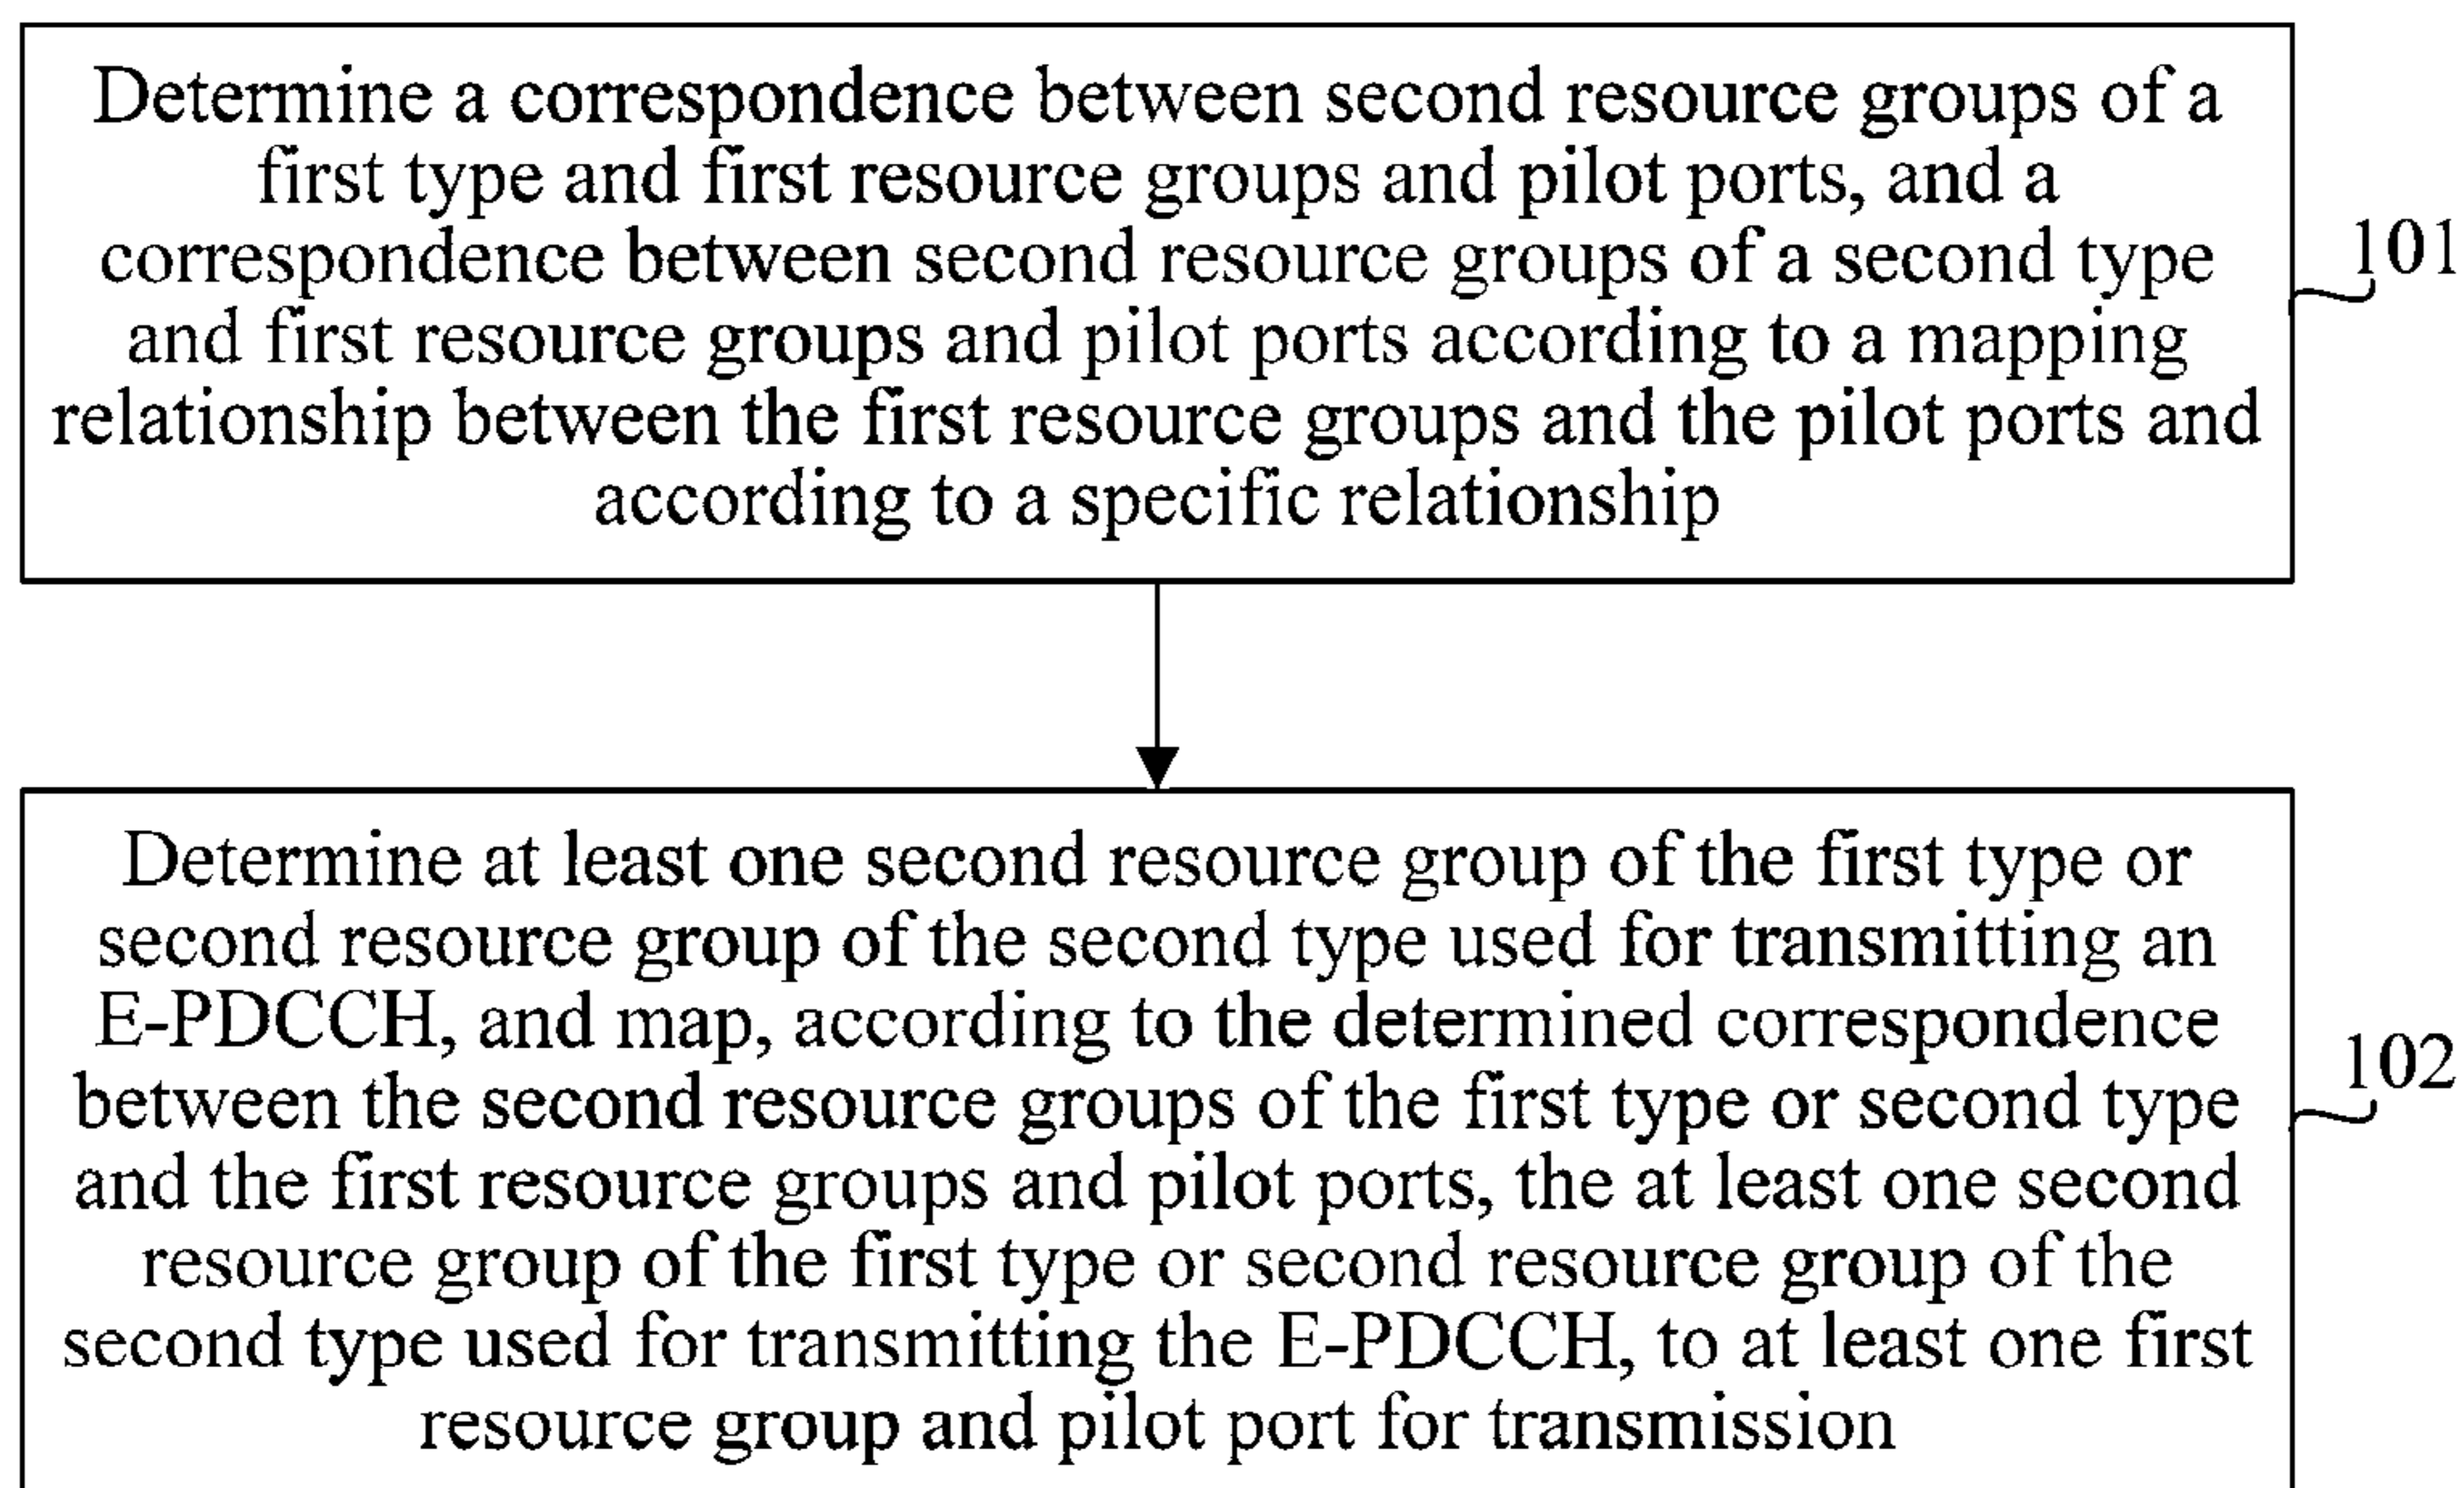 Determine a correspondence between second resource groups of a
first type and first resource groups and pilot ports, and a
correspondence between second resource groups of a second type
and first resource groups and pilot ports according to a mapping
relationship between the first resource groups and the pilot ports and
according to a specific relationship
101
Determine at least one second resource group of the first type or
second resource group of the second type used for transmitting an
E-PDCCH, and map, according to the determined correspondence
between the second resource groups of the first type or second type
and the first resource groups and pilot ports, the at least one second
resource group of the first type or second resource group of the
second type used for transmitting the E-PDCCH, to at least one first
resource group and pilot port for transmission
102